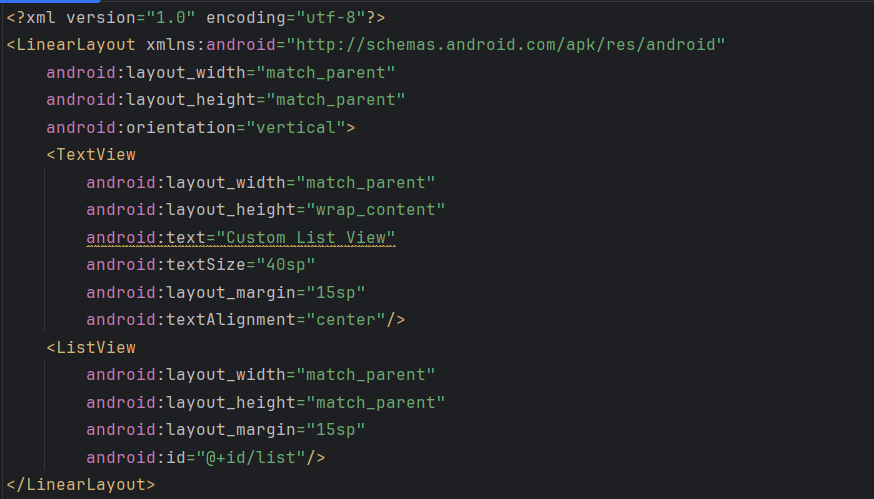 <?xml version="1.0" encoding="utf-8"?>
<LinearLayout xmlns:android="http://schemas.android.com/apk/res/android"
    android:layout_width="match_parent"
    android:layout_height="match_parent"
    android:orientation="vertical">
    <TextView
        android:layout_width="match_parent"
        android:layout_height="wrap_content"
        android:text="Custom List View"
        android:textSize="40sp"
        android:layout_margin="15sp"
        android:textAlignment="center"/>
    <ListView
        android:layout_width="match_parent"
        android:layout_height="match_parent"
        android:layout_margin="15sp"
        android:id="@+id/list"/>
</LinearLayout>